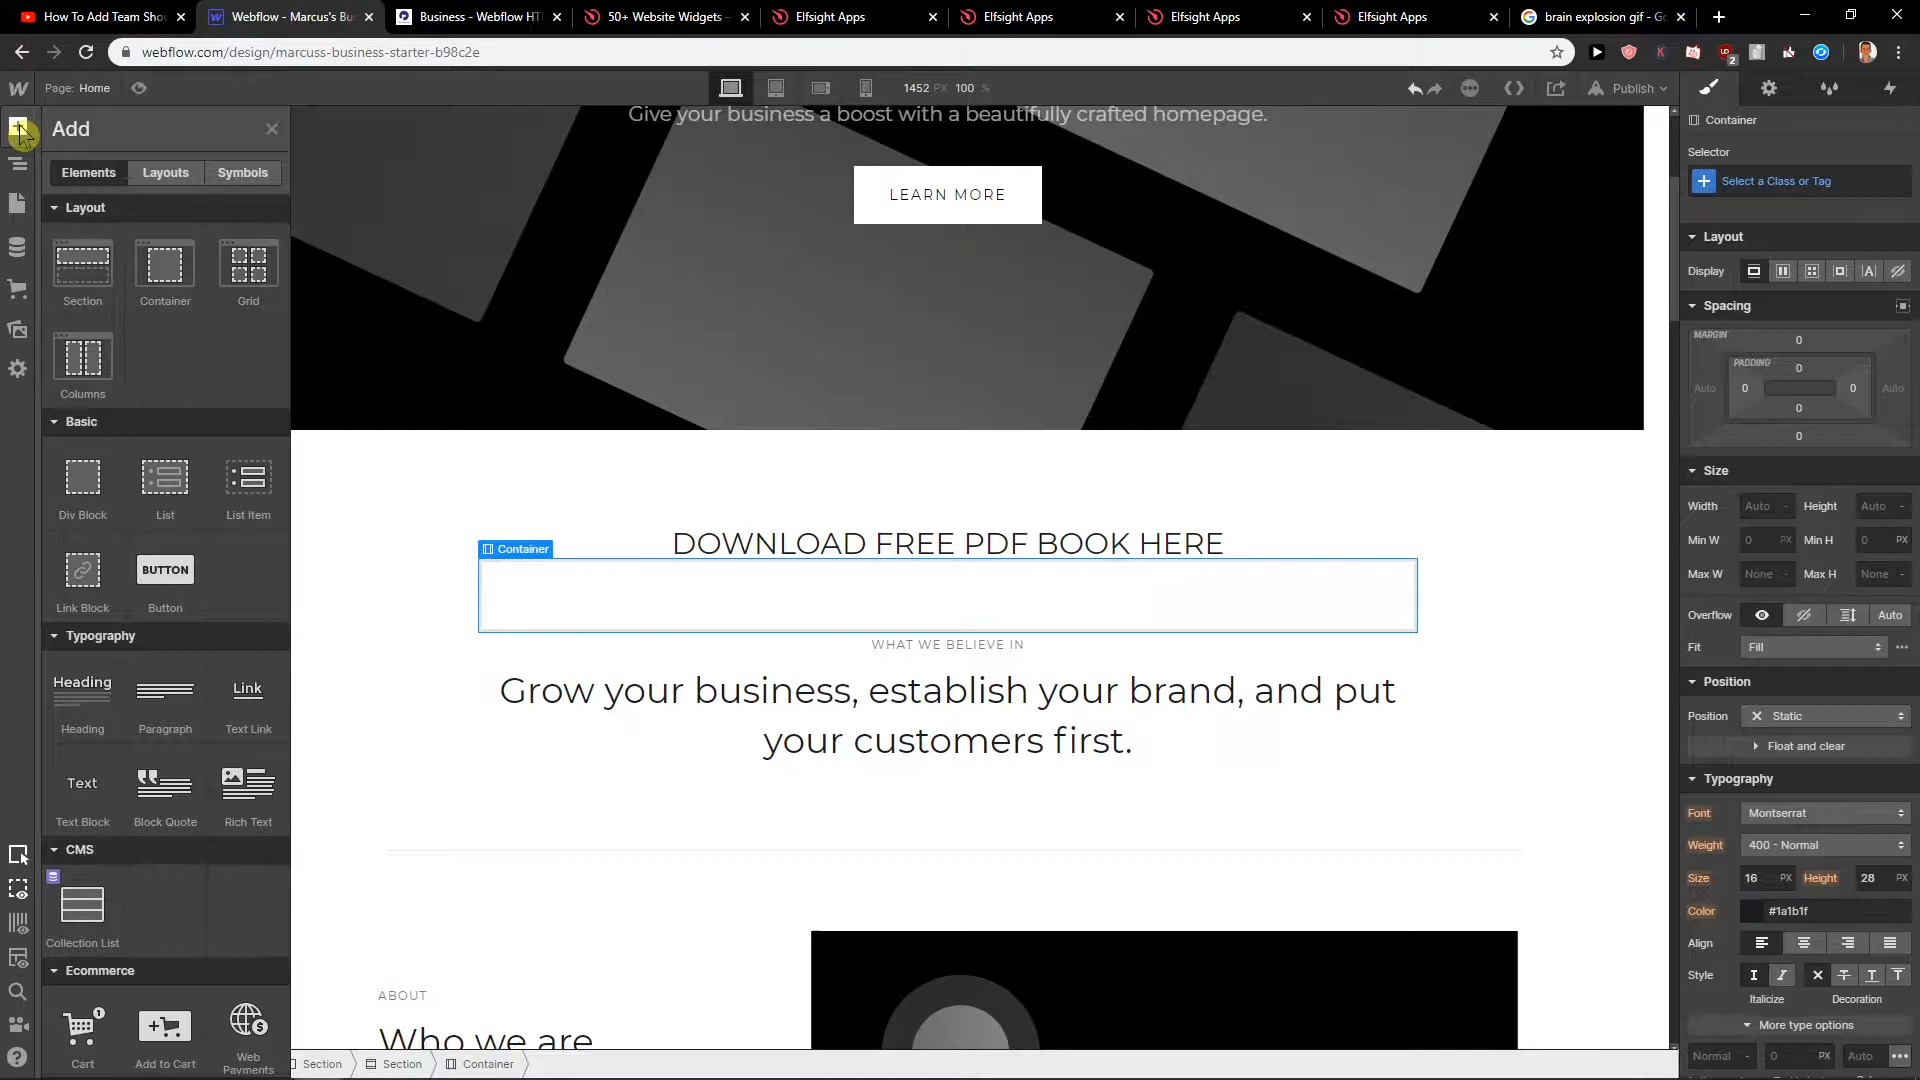 How To Add Team Sho
Webflow - Marcus's Bu
Business - Webflow HT
50+ Website Widgets -
Elfsight Apps
Elfsight Apps
Elfsight Apps
Elfsight Apps
brain explosion gif - Go
webflow.com/design/marcuss-business-starter-b98c2e
2
Page: Home
1452 PX 100 %
Publish
Add
Elements
Layouts
Symbols
Layout
Section
Container
Grid
Columns
Basic
Div Block
List
List Item
BUTTON
Link Block
Button
Typography
Heading
Link
Heading
Paragraph
Text Link
Text
Text Block
Block Quote
Rich Text
CMS
Collection List
Ecommerce
1
Cart
Add to Cart
Web Payments
Give your business a boost with a beautifully crafted homepage.
LEARN MORE
DOWNLOAD FREE PDF BOOK HERE
Container
WHAT WE BELIEVE IN
Grow your business, establish your brand, and put
your customers first.
ABOUT
Who we are
Section
Section
Container
Container
Selector
Select a Class or Tag
Layout
Display
Spacing
MARGIN
0
PADDING
0
Auto
0
0
Auto
0
0
Size
Width Auto - Height Auto -
Min W 0 PX Min H 0 PX
Max W None - Max H None -
Overflow Auto
Fit Fill
Position
Position Static
Float and clear
Typography
Font Montserrat
Weight 400 - Normal
Size 16 PX Height 28 PX
Color #1a1b1f
Align
Style
Italicize Decoration
More type options
Normal - 0 PX Auto